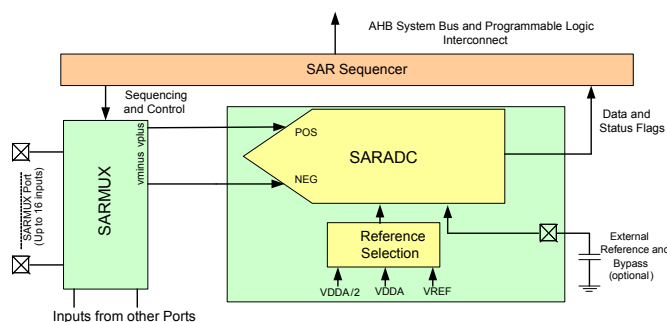 AHB System Bus and Programmable Logic
Interconnect
SAR Sequencer
Sequencing
and Control
Data and
Status Flags
vminus vplus
POS
NEG
SARADC
SARMUX
SARMUX Port
(Up to 16 inputs)
Reference
Selection
External
Reference and
Bypass
(optional)
VDDA/2
VDDA
VREF
Inputs from other Ports